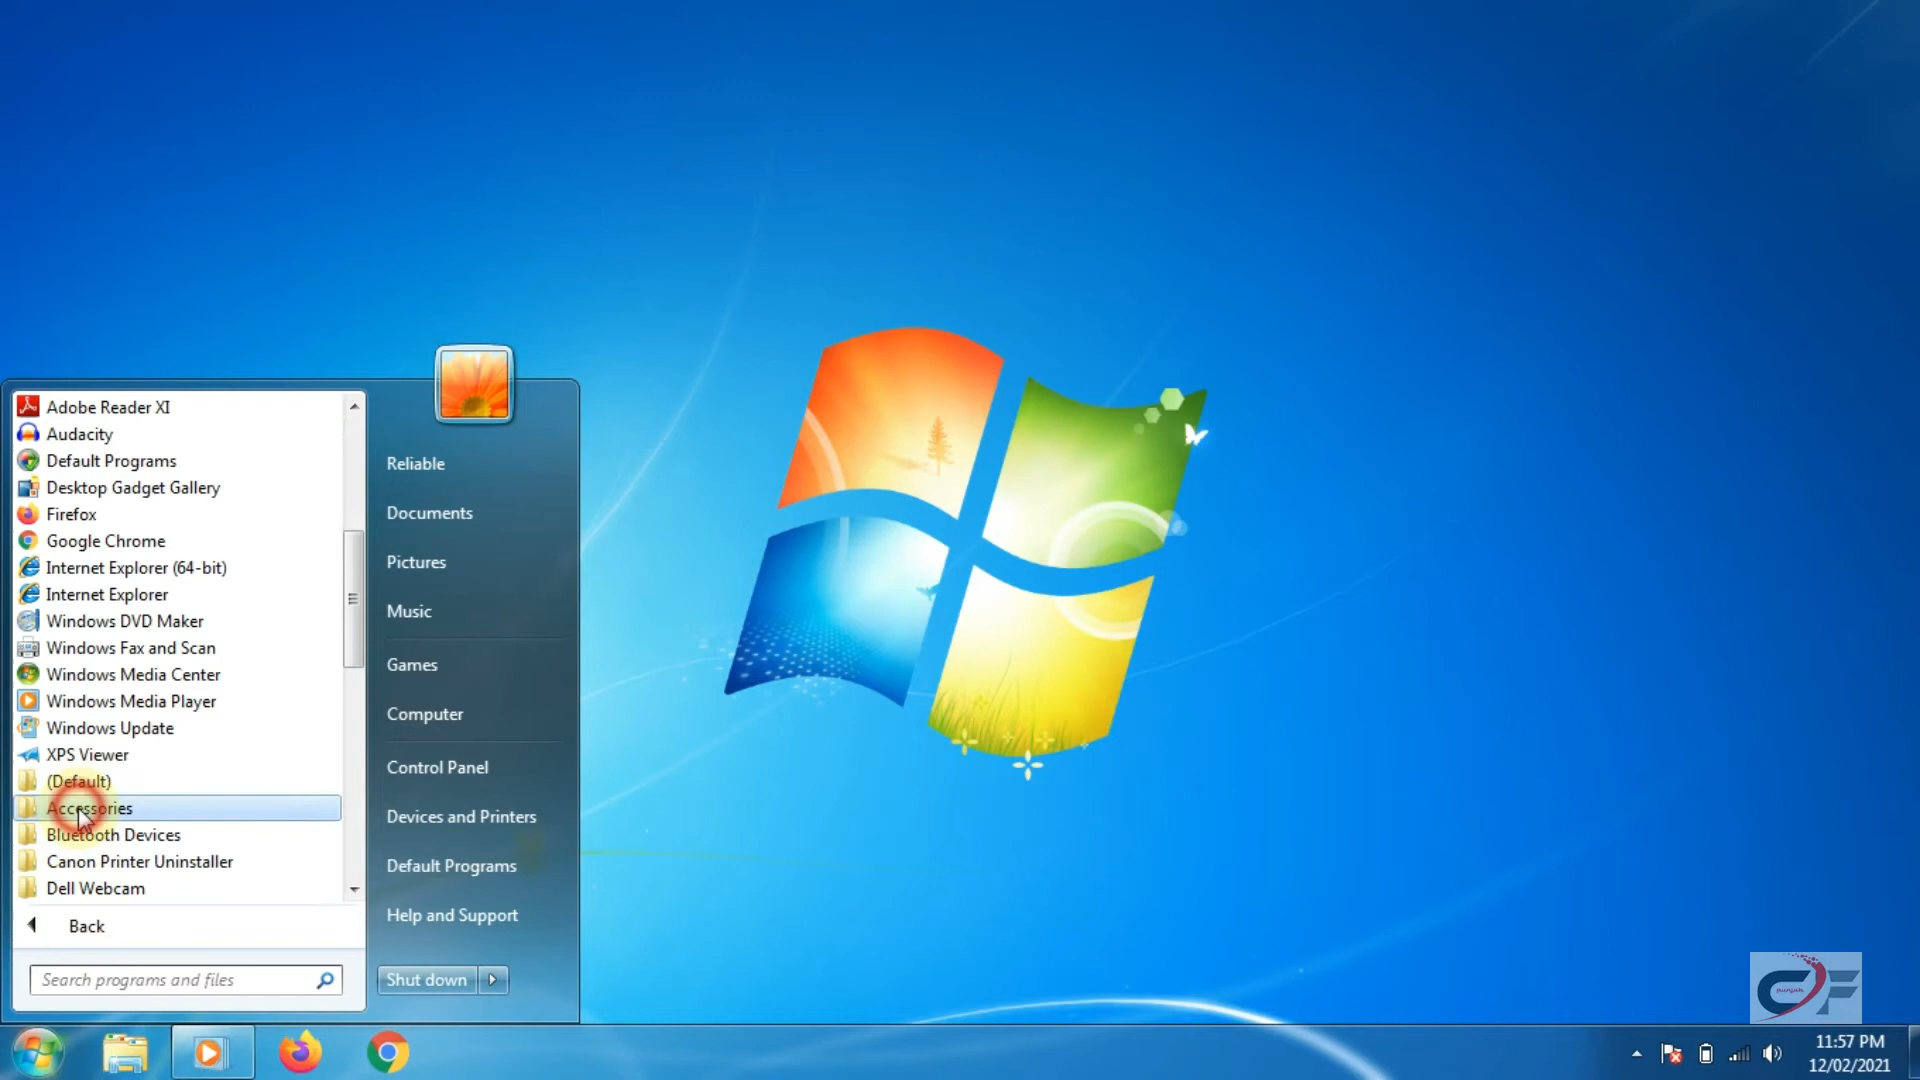 Adobe Reader XI
Audacity
Default Programs
Desktop Gadget Gallery
Firefox
Google Chrome
Internet Explorer (64-bit)
Internet Explorer
Windows DVD Maker
Windows Fax and Scan
Windows Media Center
Windows Media Player
Windows Update
XPS Viewer
(Default)
Accessories
Bluetooth Devices
Canon Printer Uninstaller
Dell Webcam
Back
Search programs and files
Reliable
Documents
Pictures
Music
Games
Computer
Control Panel
Devices and Printers
Default Programs
Help and Support
Shut down
CF
punjab
11:57 PM
12/02/2021